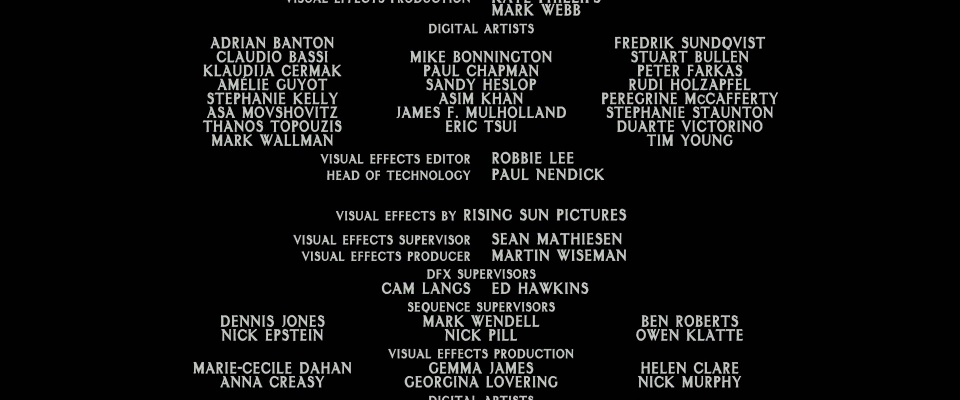 VISUAL EFFECTS PRODUCTION KATE PHILLIPS
MARK WEBB
DIGITAL ARTISTS
ADRIAN BANTON FREDRIK SUNDQVIST
CLAUDIO BASSI MIKE BONNINGTON STUART BULLEN
KLAUDIJA CERMAK PAUL CHAPMAN PETER FARKAS
AMÉLIE GUYOT SANDY HESLOP RUDI HOLZAPFEL
STEPHANIE KELLY ASIM KHAN PEREGRINE McCAFFERTY
ASA MOVSHOVITZ JAMES F. MULHOLLAND STEPHANIE STAUNTON
THANOS TOPOUZIS ERIC TSUI DUARTE VICTORINO
MARK WALLMAN TIM YOUNG
VISUAL EFFECTS EDITOR ROBBIE LEE
HEAD OF TECHNOLOGY PAUL NENDICK
VISUAL EFFECTS BY RISING SUN PICTURES
VISUAL EFFECTS SUPERVISOR SEAN MATHIESEN
VISUAL EFFECTS PRODUCER MARTIN WISEMAN
DFX SUPERVISORS
CAM LANGS ED HAWKINS
SEQUENCE SUPERVISORS
DENNIS JONES MARK WENDELL BEN ROBERTS
NICK EPSTEIN NICK PILL OWEN KLATTE
VISUAL EFFECTS PRODUCTION
MARIE-CECILE DAHAN GEMMA JAMES HELEN CLARE
ANNA CREASY GEORGINA LOVERING NICK MURPHY
DIGITAL ARTISTS